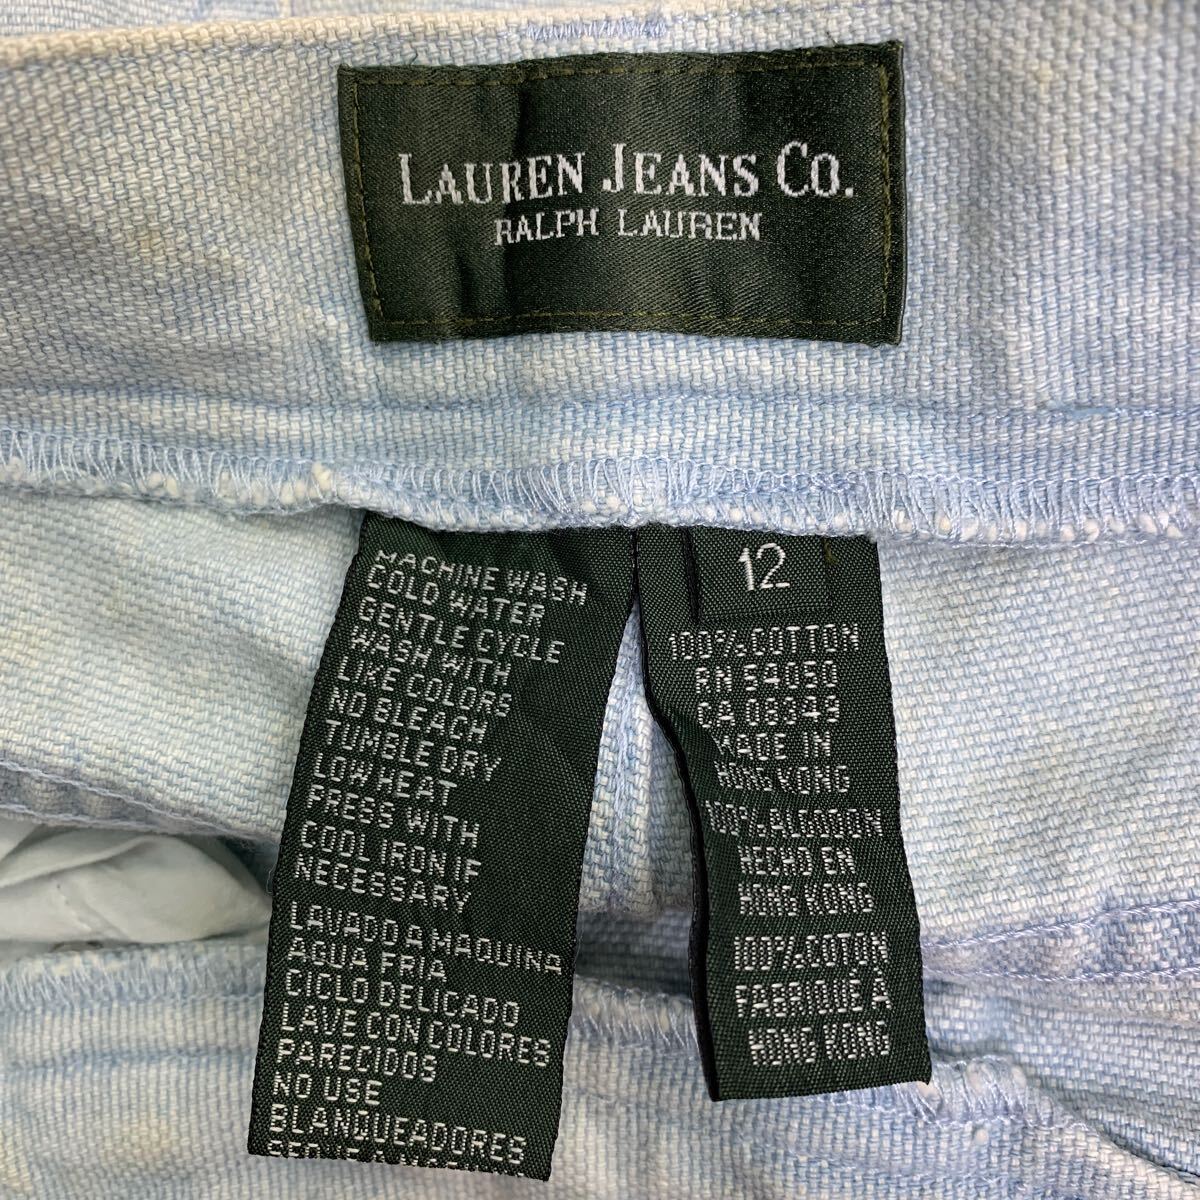 LAUREN JEANS CO.
RALPH LAUREN
MACHINE WASH
COLD WATER
GENTLE CYCLE
WASH WITH
LIKE COLORS
NO BLEACH
TUMBLE DRY
LOW HEAT
PRESS WITH
COOL IRON IF
NECESSARY
LAVADO A MAQUINA
AGUA FRIA
CICLO DELICADO
LAVE CON COLORES
PARECIDOS
NO USE
BLANQUEADORES
12
100% COTTON
RN 54050
CA 08349
MADE IN
HONG KONG
100% ALGODON
HECHO EN
HONG KONG
100% COTON
FABRIQUÉ À
HONG KONG